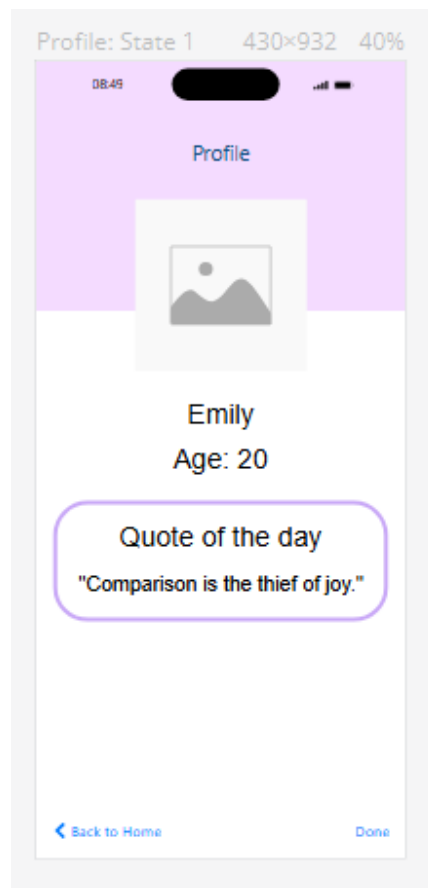 Profile: State 1 430×932 40%
08:49
Profile
Emily
Age: 20
Quote of the day
"Comparison is the thief of joy."
Back to Home Done